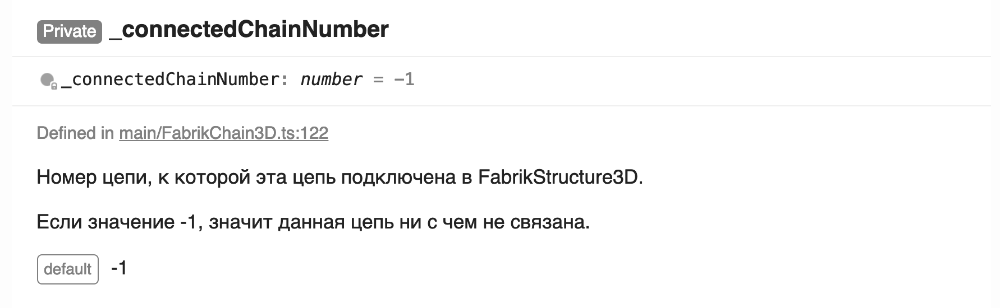 Private _connectedChainNumber
_connectedChainNumber: number = -1
Defined in main/FabrikChain3D.ts:122
Номер цепи, к которой эта цепь подключена в FabrikStructure3D.
Если значение -1, значит данная цепь ни с чем не связана.
default -1